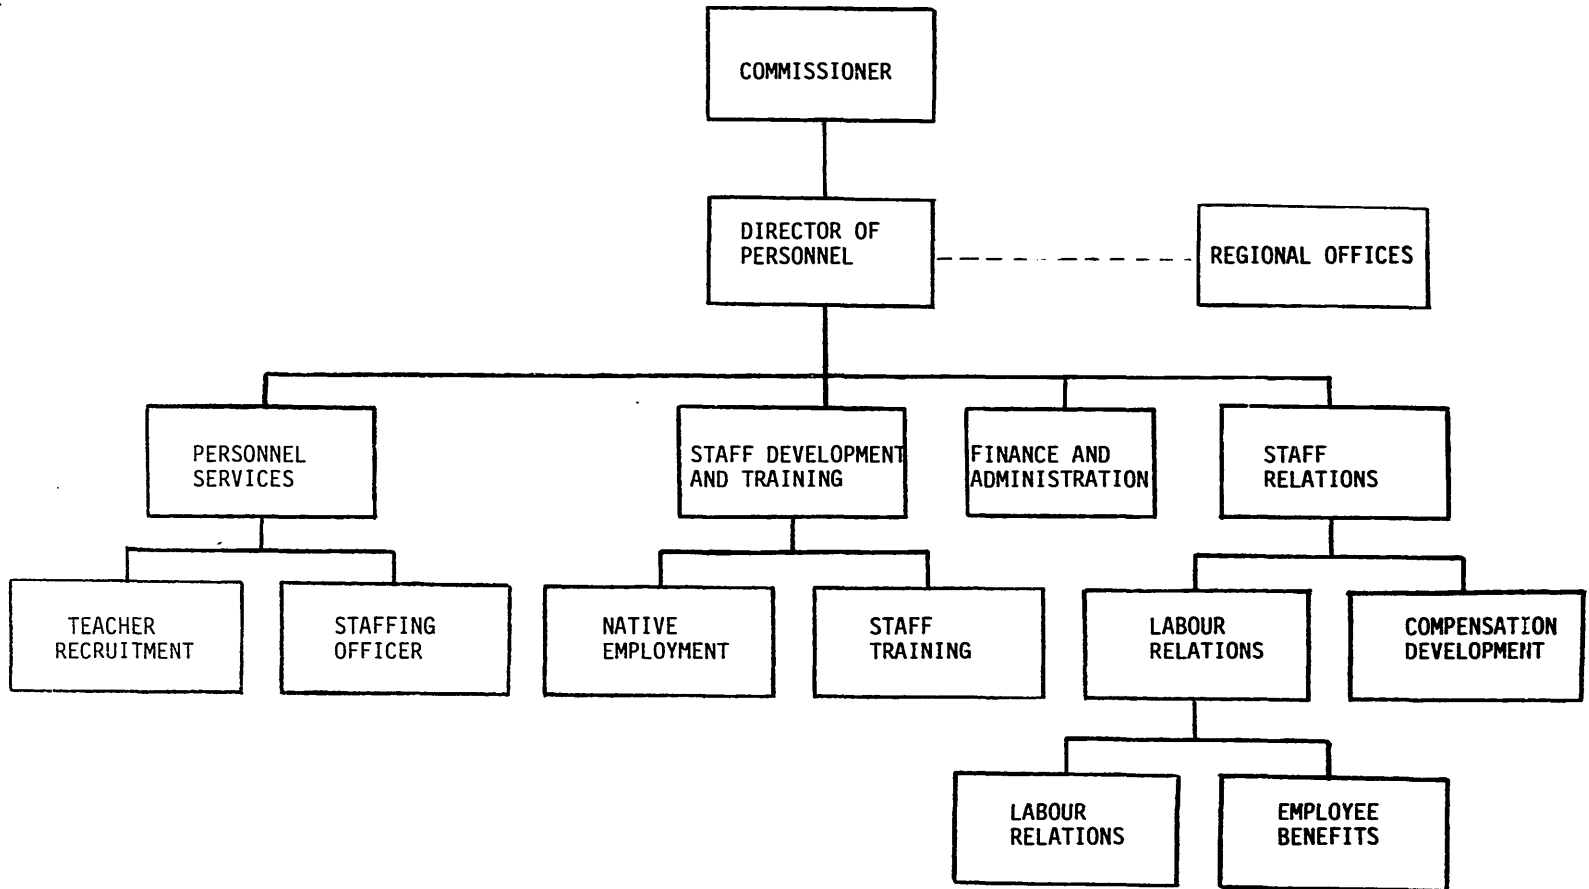 COMMISSIONER
DIRECTOR OF
PERSONNEL
REGIONAL OFFICES
PERSONNEL
SERVICES
STAFF DEVELOPMENT
AND TRAINING
FINANCE AND
ADMINISTRATION
STAFF
RELATIONS
TEACHER
RECRUITMENT
STAFFING
OFFICER
NATIVE
EMPLOYMENT
STAFF
TRAINING
LABOUR
RELATIONS
COMPENSATION
DEVELOPMENT
LABOUR
RELATIONS
EMPLOYEE
BENEFITS